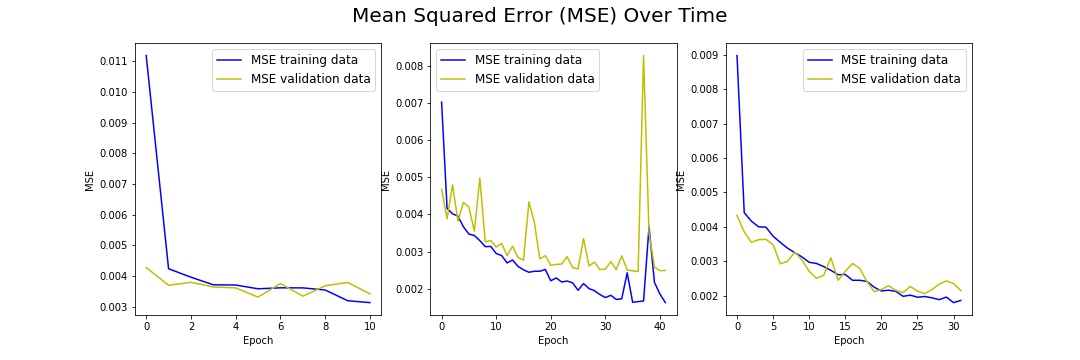 Mean Squared Error (MSE) Over Time
MSE training data
MSE validation data
0.011
0.010
0.009
0.008
0.007
0.006
0.005
0.004
0.003
MSE
0 2 4 6 8 10
Epoch
MSE training data
MSE validation data
0.008
0.007
0.006
0.005
0.004
0.003
0.002
MSE
0 10 20 30 40
Epoch
MSE training data
MSE validation data
0.009
0.008
0.007
0.006
0.005
0.004
0.003
0.002
MSE
0 5 10 15 20 25 30
Epoch